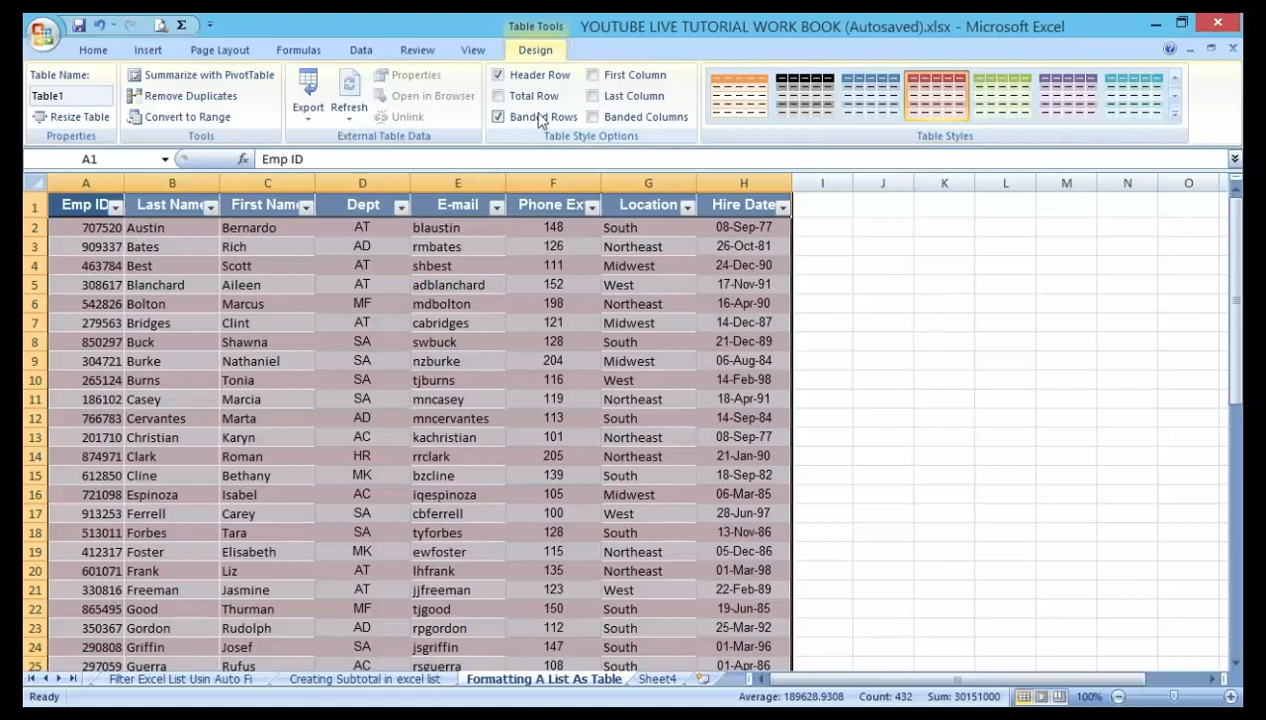 Table Tools YOUTUBE LIVE TUTORIAL WORK BOOK (Autosaved).xlsx - Microsoft Excel
Home Insert Page Layout Formulas Data Review View Design
Table Name: Summarize with PivotTable Properties Header Row First Column
Table1 Remove Duplicates Open in Browser Total Row Last Column
Resize Table Convert to Range Export Refresh Unlink Banded Rows Banded Columns
Properties Tools External Table Data Table Style Options Table Styles
A1 fx Emp ID
A B C D E F G H I J K L M N O
1 Emp ID Last Name First Name Dept E-mail Phone Ex Location Hire Date
2 707520 Austin Bernardo AT blaustin 148 South 08-Sep-77
3 909337 Bates Rich AD rmbates 126 Northeast 26-Oct-81
4 463784 Best Scott AT shbest 111 Midwest 24-Dec-90
5 308617 Blanchard Aileen AT adblanchard 152 West 17-Nov-91
6 542826 Bolton Marcus MF mdbolton 198 Northeast 16-Apr-90
7 279563 Bridges Clint AT cabridges 121 Midwest 14-Dec-87
8 850297 Buck Shawna SA swbuck 128 South 21-Dec-89
9 304721 Burke Nathaniel SA nzburke 204 Midwest 06-Aug-84
10 265124 Burns Tonia SA tjburns 116 West 14-Feb-98
11 186102 Casey Marcia SA mncasey 119 Northeast 18-Apr-91
12 766783 Cervantes Marta AD mncervantes 113 South 14-Sep-84
13 201710 Christian Karyn AC kachristian 101 Northeast 08-Sep-77
14 874971 Clark Roman HR rrclark 205 Northeast 21-Jan-90
15 612850 Cline Bethany MK bzcline 139 South 18-Sep-82
16 721098 Espinoza Isabel AC iqespinoza 105 Midwest 06-Mar-85
17 913253 Ferrell Carey SA cbferrell 100 West 28-Jun-97
18 513011 Forbes Tara SA tyforbes 128 South 13-Nov-86
19 412317 Foster Elisabeth MK ewfoster 115 Northeast 05-Dec-86
20 601071 Frank Liz AT lhfrank 135 Northeast 01-Mar-98
21 330816 Freeman Jasmine AT jjfreeman 123 West 22-Feb-89
22 865495 Good Thurman MF tjgood 150 South 19-Jun-85
23 350367 Gordon Rudolph AD rpgordon 112 South 25-Mar-92
24 290808 Griffin Josef SA jsgriffin 147 South 01-Mar-96
25 297059 Guerra Rufus AC rsguerra 108 South 01-Apr-86
Filter Excel List Usin Auto Fi Creating Subtotal in excel list Formatting A List As Table Sheet4
Ready Average: 189628.9308 Count: 432 Sum: 30151000 100%